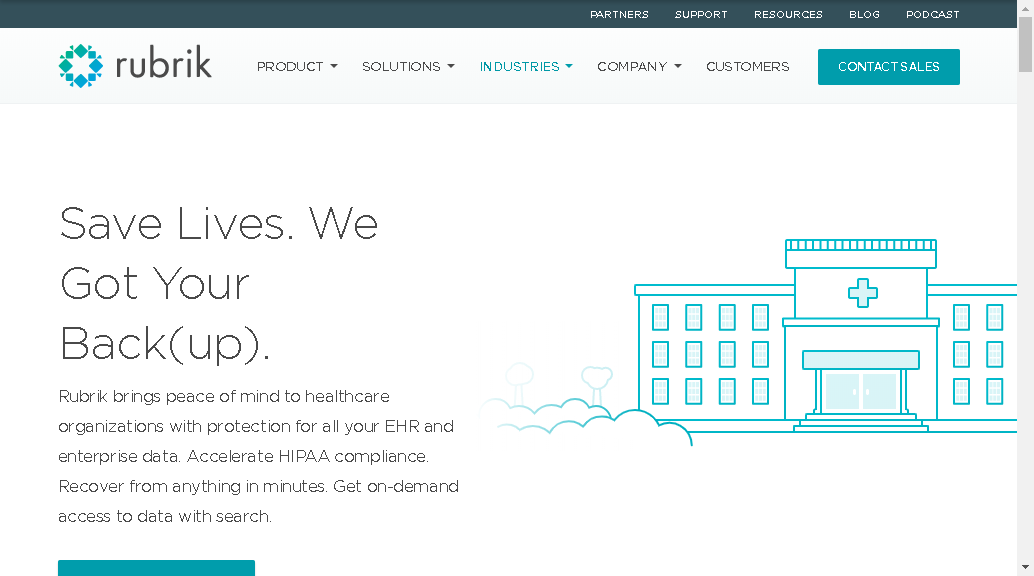 PARTNERS SUPPORT RESOURCES BLOG PODCAST
rubrik PRODUCT SOLUTIONS INDUSTRIES COMPANY CUSTOMERS CONTACT SALES
Save Lives. We
Got Your
Back(up).
Rubrik brings peace of mind to healthcare
organizations with protection for all your EHR and
enterprise data. Accelerate HIPAA compliance.
Recover from anything in minutes. Get on-demand
access to data with search.